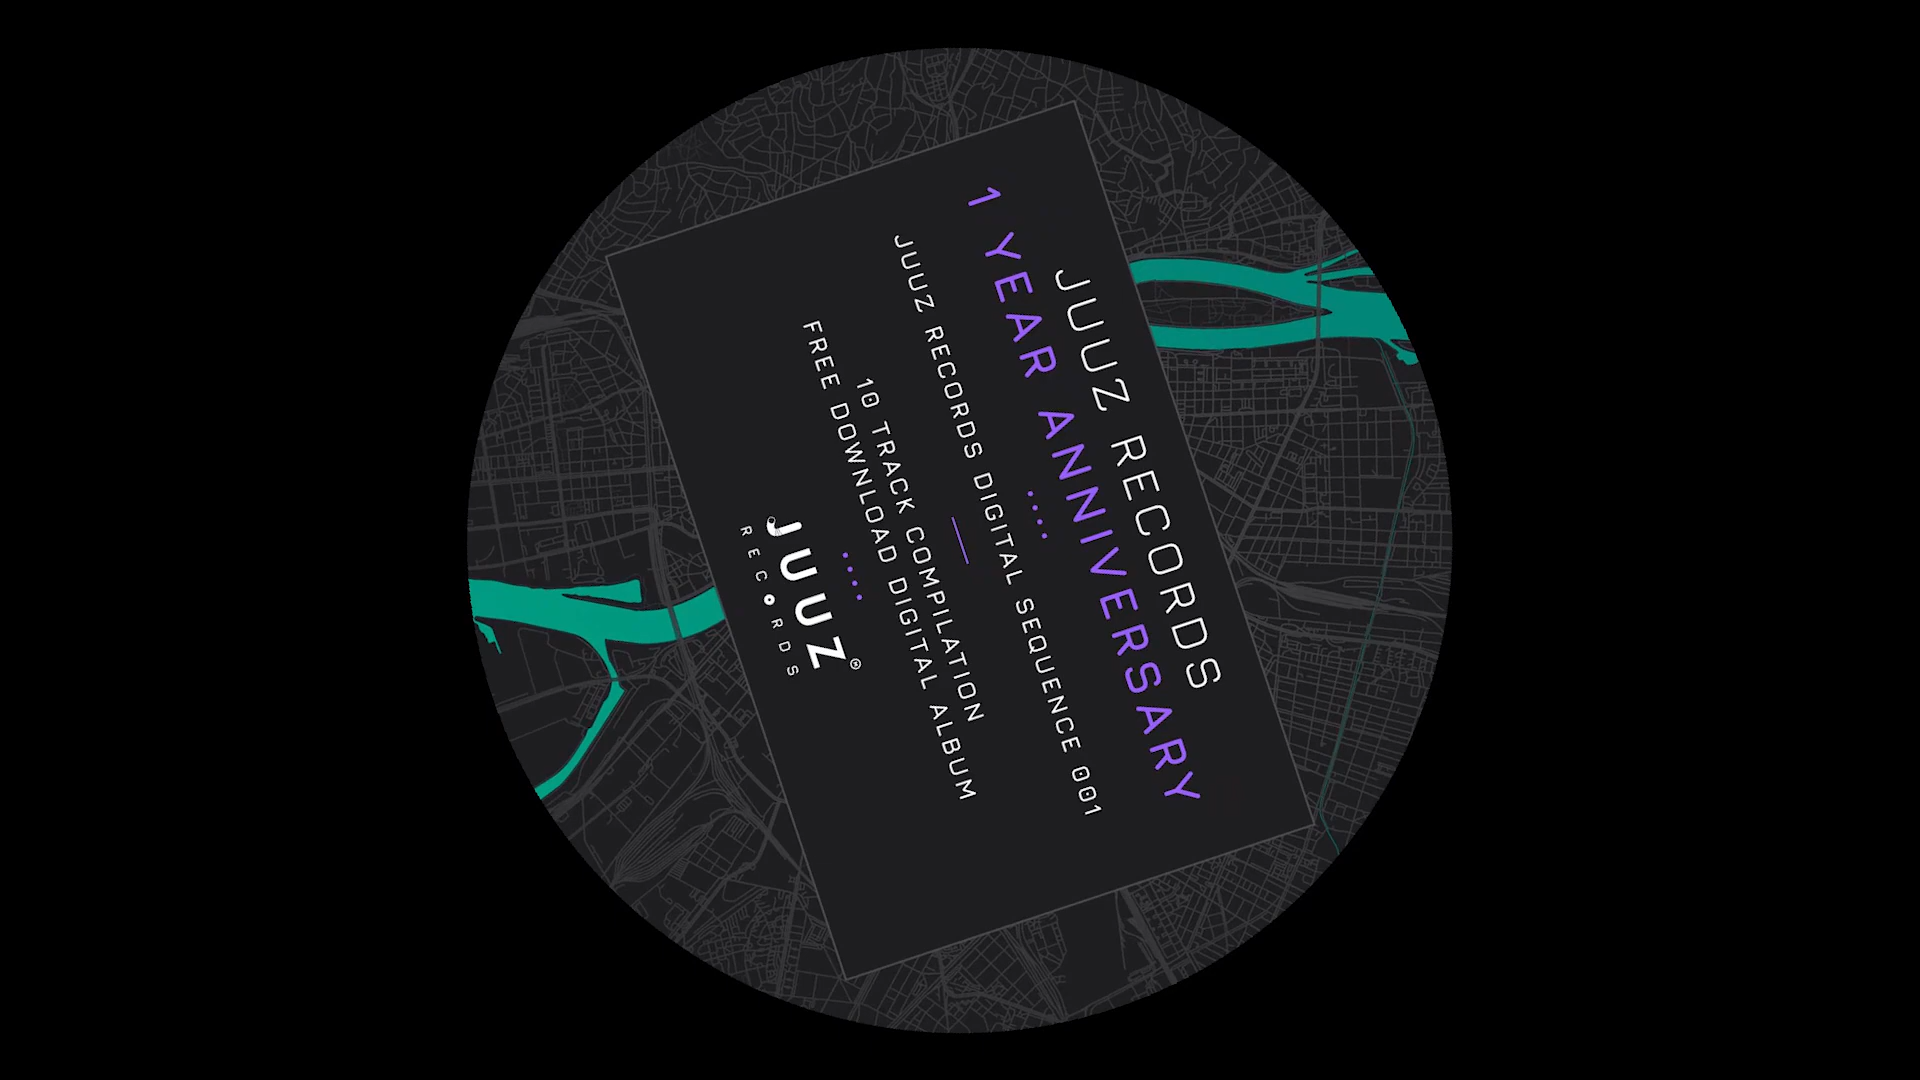 JUUZ RECORDS
1 YEAR ANNIVERSARY
JUUZ RECORDS DIGITAL SEQUENCE 001
10 TRACK COMPILATION
FREE DOWNLOAD DIGITAL ALBUM
JUUZ®
RECORDS